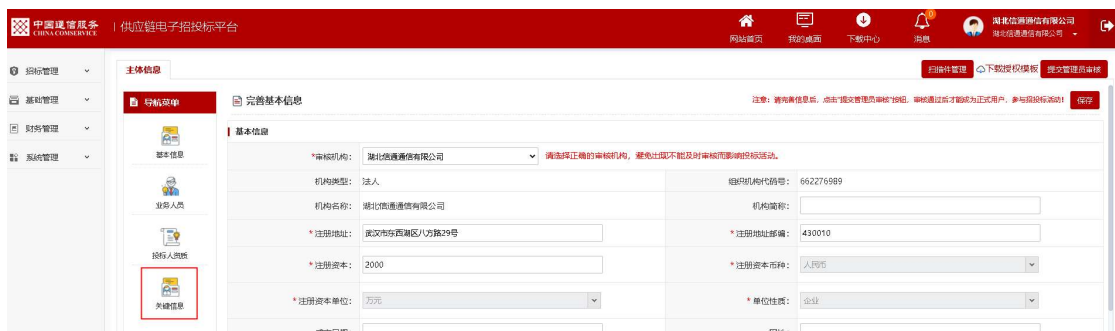 中国通信服务
CHINA COMSERVICE
供应链电子招投标平台
网站首页
我的桌面
下载中心
消息
湖北信通通信有限公司
湖北信通通信有限公司
招标管理
基础管理
财务管理
系统管理
主体信息
扫描件管理
下载授权模板
提交管理员审核
导航菜单
基本信息
业务人员
投标人资质
关键信息
完善基本信息
注意：请完善信息后，点击"提交管理员审核"按钮，审核通过后才能成为正式用户，参与招投标活动！
保存
基本信息
*审核机构： 湖北信通通信有限公司 请选择正确的审核机构，避免出现不能及时审核而影响投标活动。
机构类型： 法人 组织机构代码号： 662276989
机构名称： 湖北信通通信有限公司 机构简称：
*注册地址： 武汉市东西湖区八方路29号 *注册地址邮编： 430010
*注册资本： 2000 *注册资本币种： 人民币
*注册资本单位： 万元 *单位性质： 企业